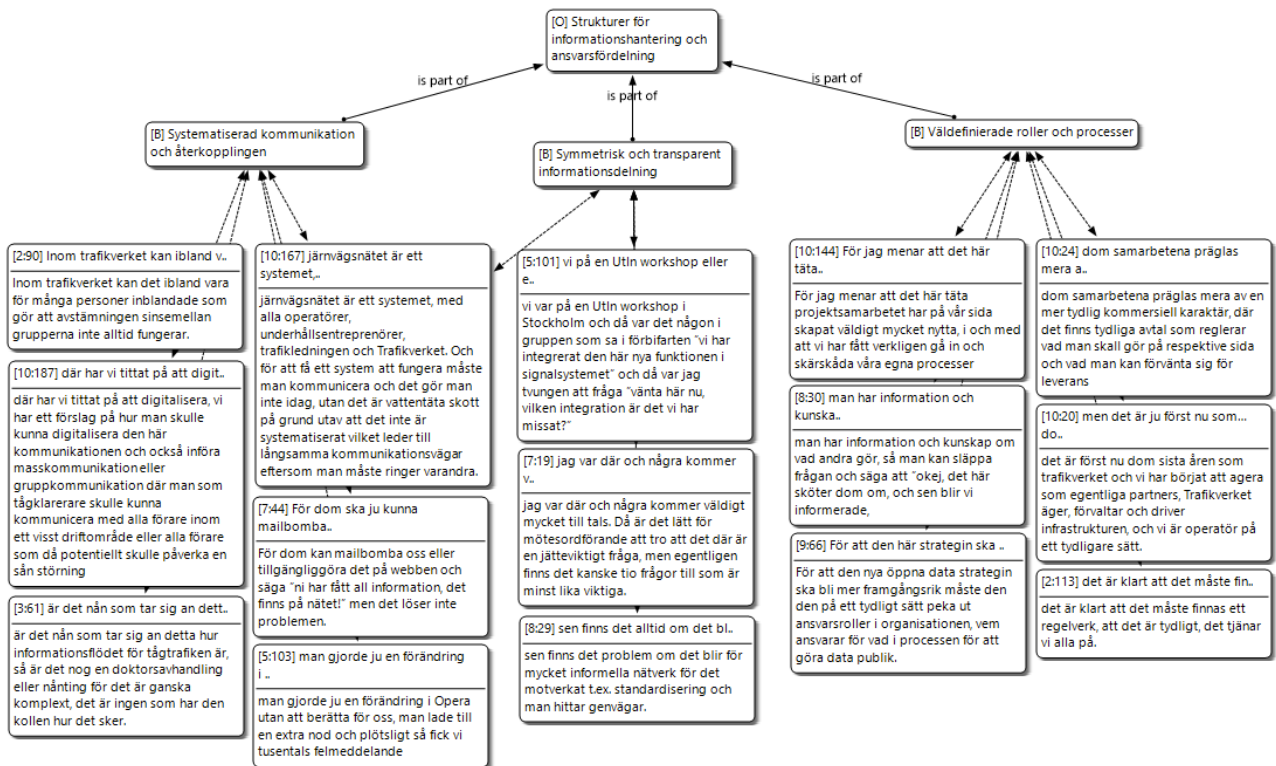 [O] Strukturer för
informationshantering och
ansvarsfördelning
is part of
is part of
is part of
[B] Systematiserad kommunikation
och återkopplingen
[B] Symmetrisk och transparent
informationsdelning
[B] Väldefinierade roller och processer
[2:90] Inom trafikverket kan ibland v..
Inom trafikverket kan det ibland vara
för många personer inblandade som
gör att avstämningen sinsemellan
grupperna inte alltid fungerar.
[10:187] där har vi tittat på att digit..
där har vi tittat på att digitalisera, vi
har ett förslag på hur man skulle
kunna digitalisera den här
kommunikationen och också införa
masskommunikation eller
gruppkommunikation där man som
tågklarerare skulle kunna
kommunicera med alla förare inom
ett visst driftområde eller alla förare
som då potentiellt skulle påverka en
sån störning
[3:61] är det nån som tar sig an dett..
är det nån som tar sig an detta hur
informationsflödet för tågtrafiken är,
så är det nog en doktorsavhandling
eller nånting för det är ganska
komplext, det är ingen som har den
kollen hur det sker.
[10:167] järnvägsnätet är ett
systemet,..
järnvägsnätet är ett systemet, med
alla operatörer,
underhållsentreprenörer,
trafikledningen och Trafikverket. Och
för att få ett system att fungera måste
man kommunicera och det gör man
inte idag, utan det är vattentäta skott
på grund utav att det inte är
systematiserat vilket leder till
långsamma kommunikationsvägar
eftersom man måste ringer varandra.
[7:44] För dom ska ju kunna
mailbomba..
För dom kan mailbomba oss eller
tillgängliggöra det på webben och
säga "ni har fått all information, det
finns på nätet!" men det löser inte
problemen.
[5:103] man gjorde ju en förändring
i ..
man gjorde ju en förändring i Opera
utan att berätta för oss, man lade till
en extra nod och plötsligt så fick vi
tusentals felmeddelande
[5:101] vi på en UtIn workshop eller
e..
vi var på en UtIn workshop i
Stockholm och då var det någon i
gruppen som sa i förbifarten "vi har
integrerat den här nya funktionen i
signalsystemet" och då var jag
tvungen att fråga "vänta här nu,
vilken integration är det vi har
missat?"
[7:19] jag var där och några kommer
v..
jag var där och några kommer väldigt
mycket till tals. Då är det lätt för
mötesordförande att tro att det där är
en jätteviktigt fråga, men egentligen
finns det kanske tio frågor till som är
minst lika viktiga.
[8:29] sen finns det alltid om det bl..
sen finns det problem om det blir för
mycket informella nätverk för det
motverkat t.ex. standardisering och
man hittar genvägar.
[10:144] För jag menar att det här
täta..
För jag menar att det här täta
projektsamarbetet har på vår sida
skapat väldigt mycket nytta, i och med
att vi har fått verkligen gå in och
skärskåda våra egna processer
[8:30] man har information och
kunska..
man har information och kunskap om
vad andra gör, så man kan släppa
frågan och säga att "okej, det här
sköter dom om, och sen blir vi
informerade,
[9:66] För att den här strategin ska ..
För att den nya öppna data strategin
ska bli mer framgångsrik måste den
den på ett tydligt sätt peka ut
ansvarsroller i organisationen, vem
ansvarar för vad i processen för att
göra data publik.
[10:24] dom samarbetena präglas
mera a..
dom samarbetena präglas mera av en
mer tydlig kommersiell karaktär, där
det finns tydliga avtal som reglerar
vad man skall gör på respektive sida
och vad man kan förvänta sig för
leverans
[10:20] men det är ju först nu som...
do..
det är först nu dom sista åren som
trafikverket och vi har börjat att agera
som egentliga partners, Trafikverket
äger, förvaltar och driver
infrastrukturen, och vi är operatör på
ett tydligare sätt.
[2:113] det är klart att det måste fin..
det är klart att det måste finnas ett
regelverk, att det är tydligt, det tjänar
vi alla på.